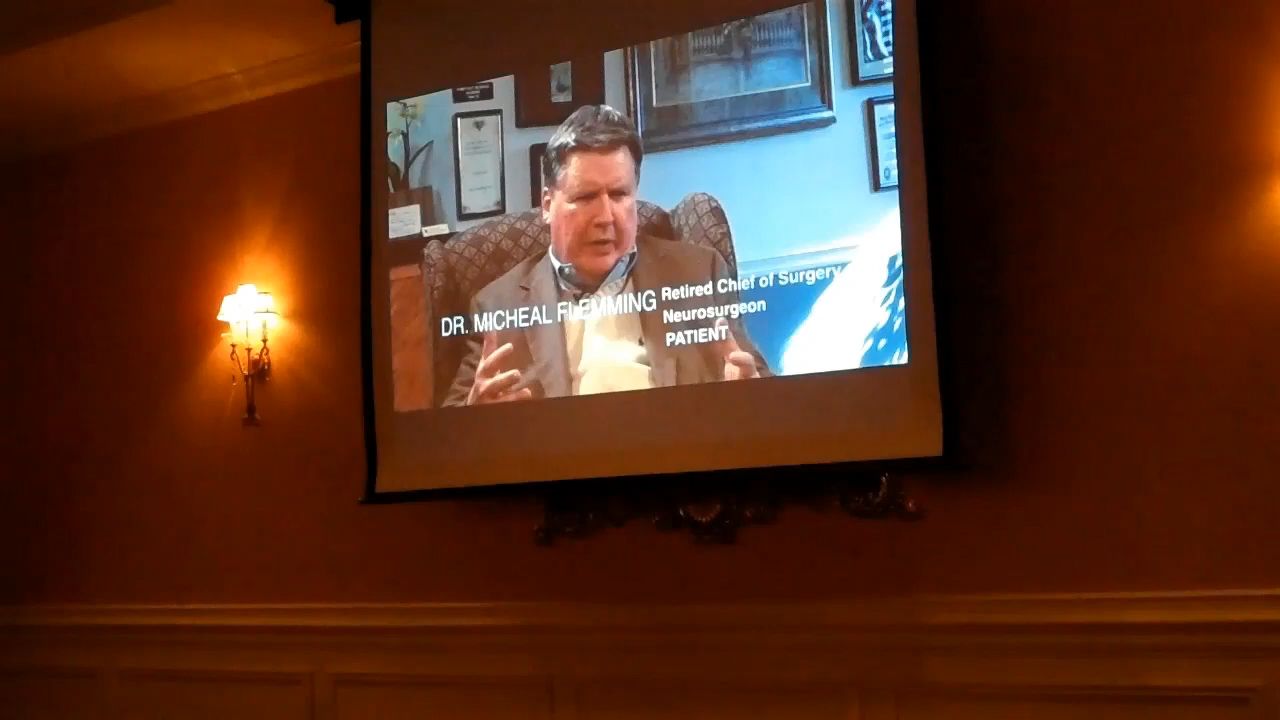 DR. MICHEAL FLEMMING
Retired Chief of Surgery
Neurosurgeon
PATIENT